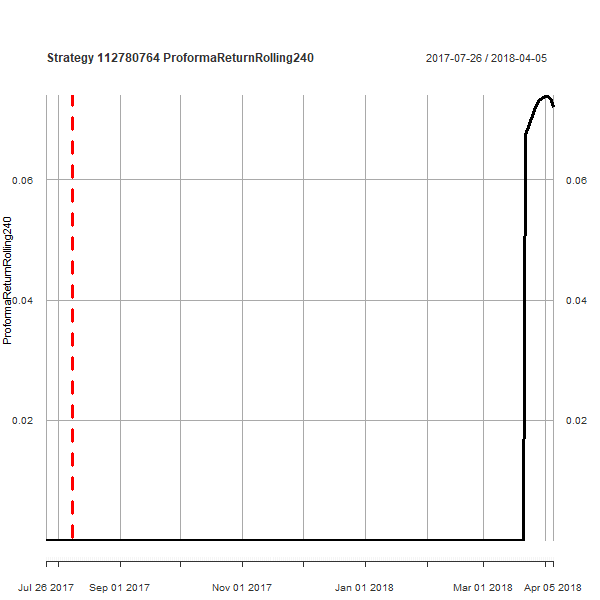 Strategy 112780764 ProformaReturnRolling240
2017-07-26 / 2018-04-05
ProformaReturnRolling240
0.06
0.06
0.04
0.04
0.02
0.02
Jul 26 2017
Sep 01 2017
Nov 01 2017
Jan 01 2018
Mar 01 2018
Apr 05 2018